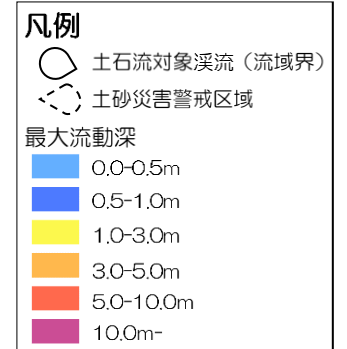 凡例
土石流対象渓流（流域界）
土砂災害警戒区域
最大流動深
0.0-0.5m
0.5-1.0m
1.0-3.0m
3.0-5.0m
5.0-10.0m
10.0m-